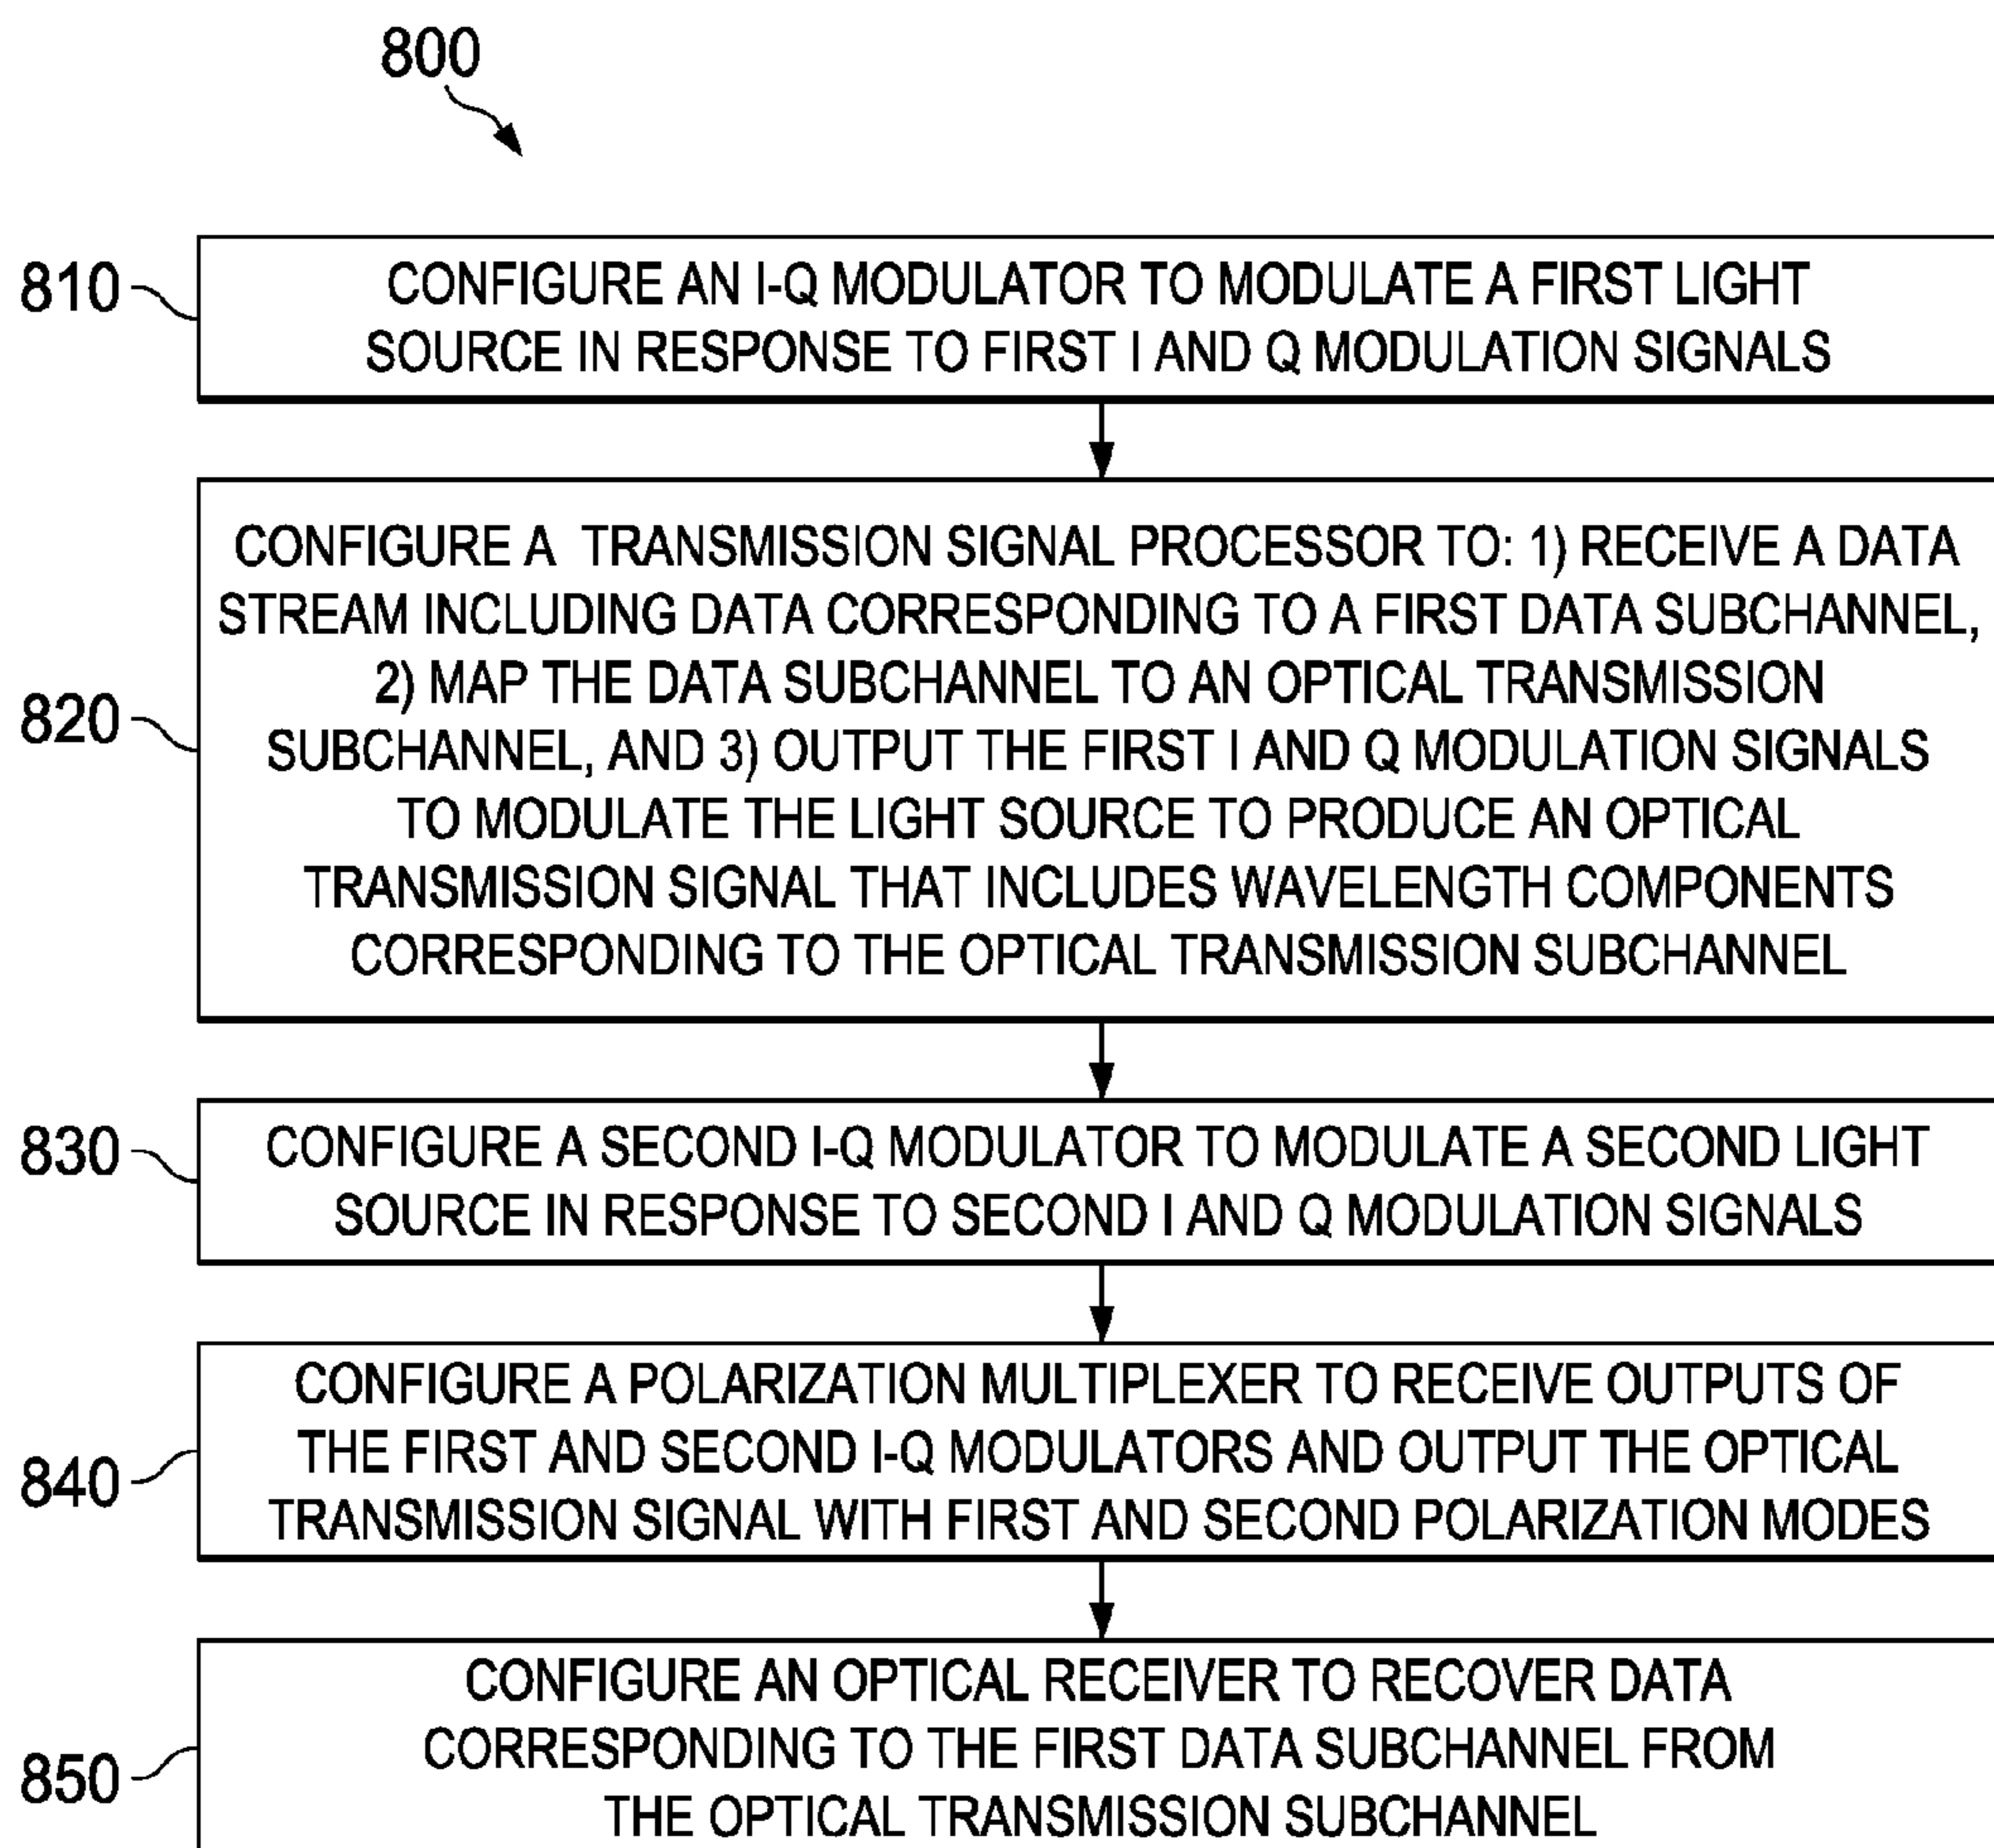 800
810
CONFIGURE AN I-Q MODULATOR TO MODULATE A FIRST LIGHT
SOURCE IN RESPONSE TO FIRST I AND Q MODULATION SIGNALS
820
CONFIGURE A TRANSMISSION SIGNAL PROCESSOR TO: 1) RECEIVE A DATA
STREAM INCLUDING DATA CORRESPONDING TO A FIRST DATA SUBCHANNEL,
2) MAP THE DATA SUBCHANNEL TO AN OPTICAL TRANSMISSION
SUBCHANNEL, AND 3) OUTPUT THE FIRST I AND Q MODULATION SIGNALS
TO MODULATE THE LIGHT SOURCE TO PRODUCE AN OPTICAL
TRANSMISSION SIGNAL THAT INCLUDES WAVELENGTH COMPONENTS
CORRESPONDING TO THE OPTICAL TRANSMISSION SUBCHANNEL
830
CONFIGURE A SECOND I-Q MODULATOR TO MODULATE A SECOND LIGHT
SOURCE IN RESPONSE TO SECOND I AND Q MODULATION SIGNALS
840
CONFIGURE A POLARIZATION MULTIPLEXER TO RECEIVE OUTPUTS OF
THE FIRST AND SECOND I-Q MODULATORS AND OUTPUT THE OPTICAL
TRANSMISSION SIGNAL WITH FIRST AND SECOND POLARIZATION MODES
850
CONFIGURE AN OPTICAL RECEIVER TO RECOVER DATA
CORRESPONDING TO THE FIRST DATA SUBCHANNEL FROM
THE OPTICAL TRANSMISSION SUBCHANNEL